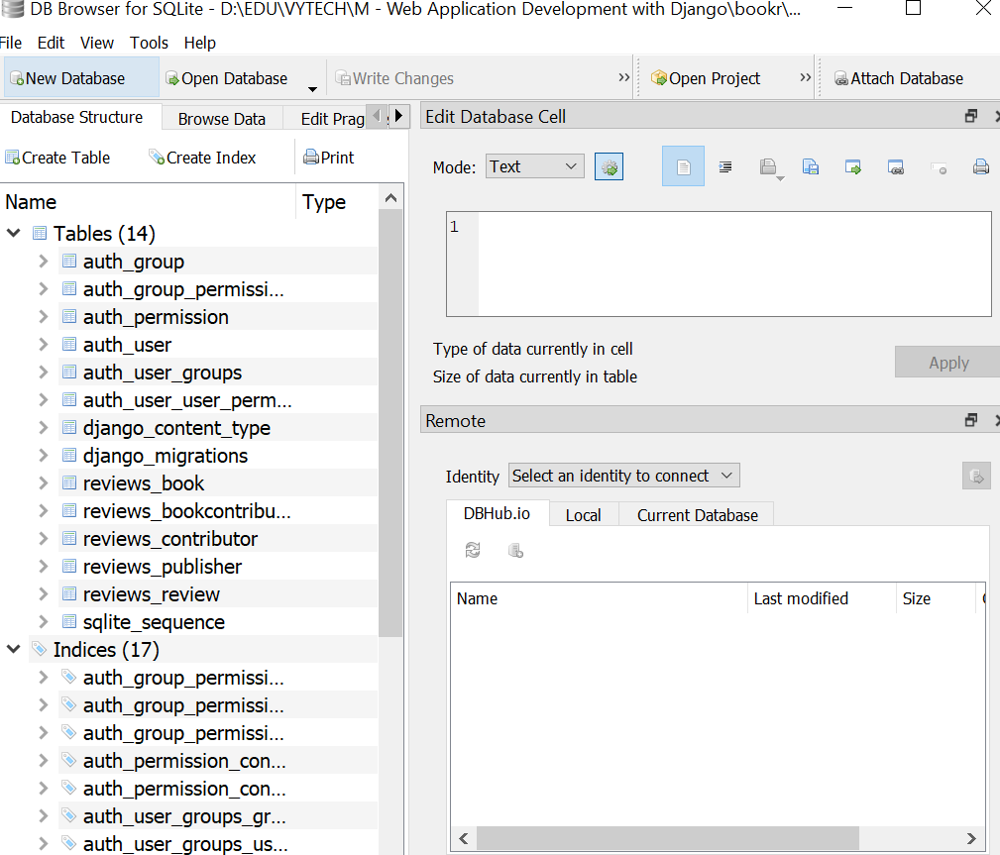 DB Browser for SQLite - D:\EDU\VYTECH\M - Web Application Development with Django\bookr\...
File Edit View Tools Help
New Database Open Database Write Changes » Open Project » Attach Database
Database Structure Browse Data Edit Prag
Create Table Create Index Print
Name Type
Tables (14)
auth_group
auth_group_permissi...
auth_permission
auth_user
auth_user_groups
auth_user_user_perm...
django_content_type
django_migrations
reviews_book
reviews_bookcontribu...
reviews_contributor
reviews_publisher
reviews_review
sqlite_sequence
Indices (17)
auth_group_permissi...
auth_group_permissi...
auth_group_permissi...
auth_permission_con...
auth_permission_con...
auth_user_groups_gr...
auth_user_groups_us...
Edit Database Cell
Mode: Text
1
Type of data currently in cell
Size of data currently in table
Apply
Remote
Identity Select an identity to connect
DBHub.io Local Current Database
Name Last modified Size